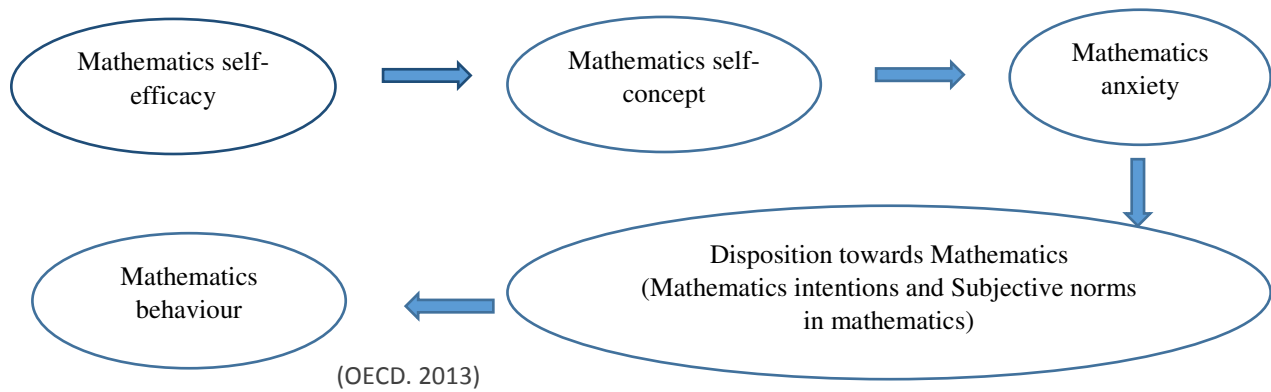 Mathematics self-
efficacy
Mathematics self-
concept
Mathematics
anxiety
Disposition towards Mathematics
(Mathematics intentions and Subjective norms
in mathematics)
Mathematics
behaviour
(OECD. 2013)